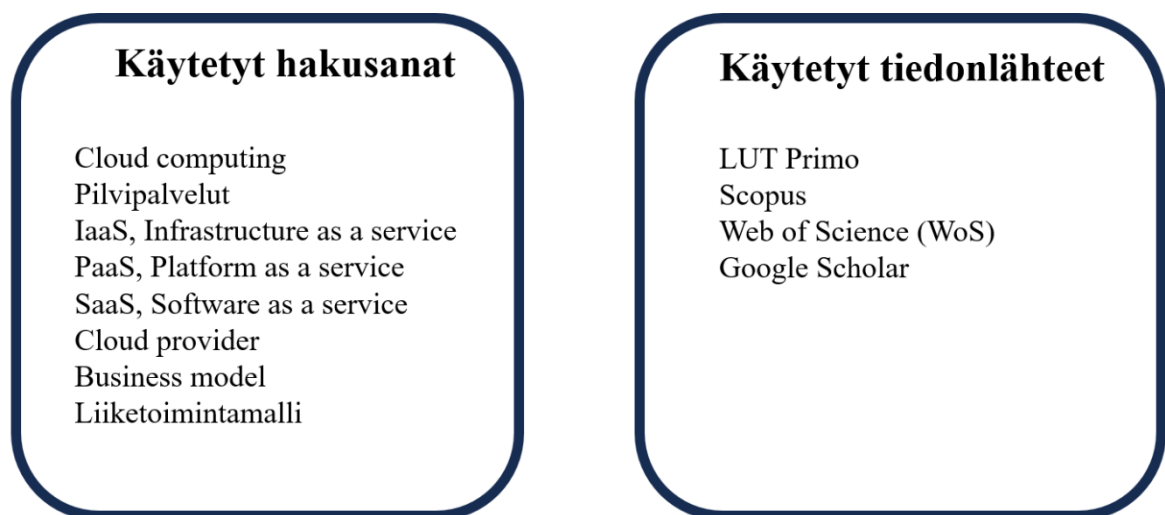 Käytetyt hakusanat
Cloud computing
Pilvipalvelut
IaaS, Infrastructure as a service
PaaS, Platform as a service
SaaS, Software as a service
Cloud provider
Business model
Liiketoimintamalli
Käytetyt tiedonlähteet
LUT Primo
Scopus
Web of Science (WoS)
Google Scholar